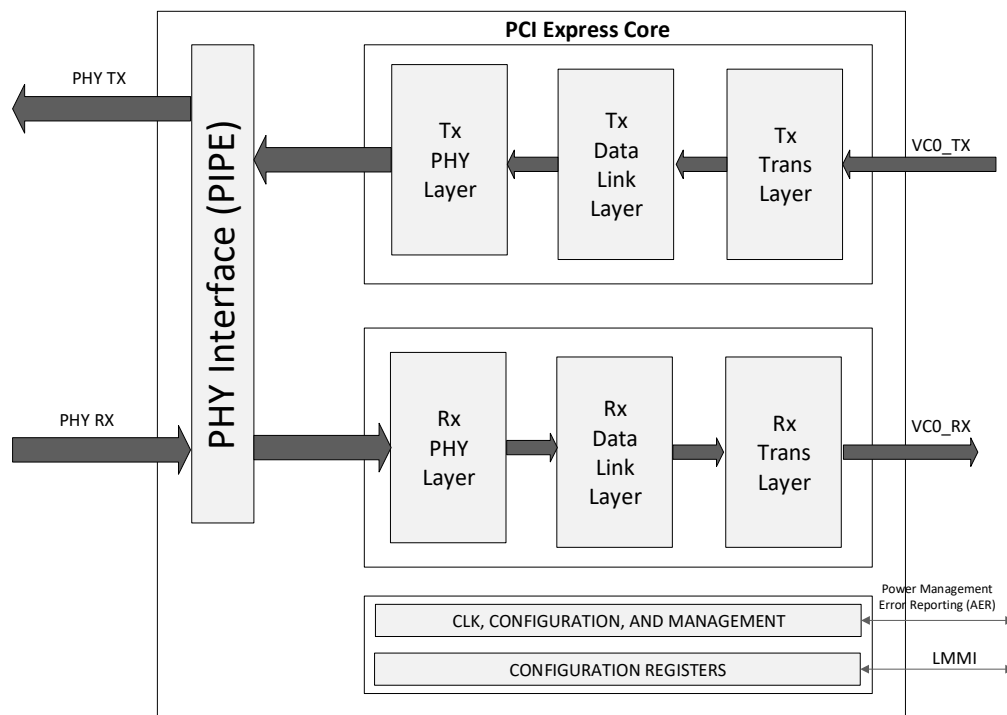 PCI Express Core
PHY TX
PHY Interface (PIPE)
Tx
PHY
Layer
Tx
Data
Link
Layer
Tx
Trans
Layer
VC0_TX
PHY RX
Rx
PHY
Layer
Rx
Data
Link
Layer
Rx
Trans
Layer
VC0_RX
CLK, CONFIGURATION, AND MANAGEMENT
Power Management
Error Reporting (AER)
CONFIGURATION REGISTERS
LMMI